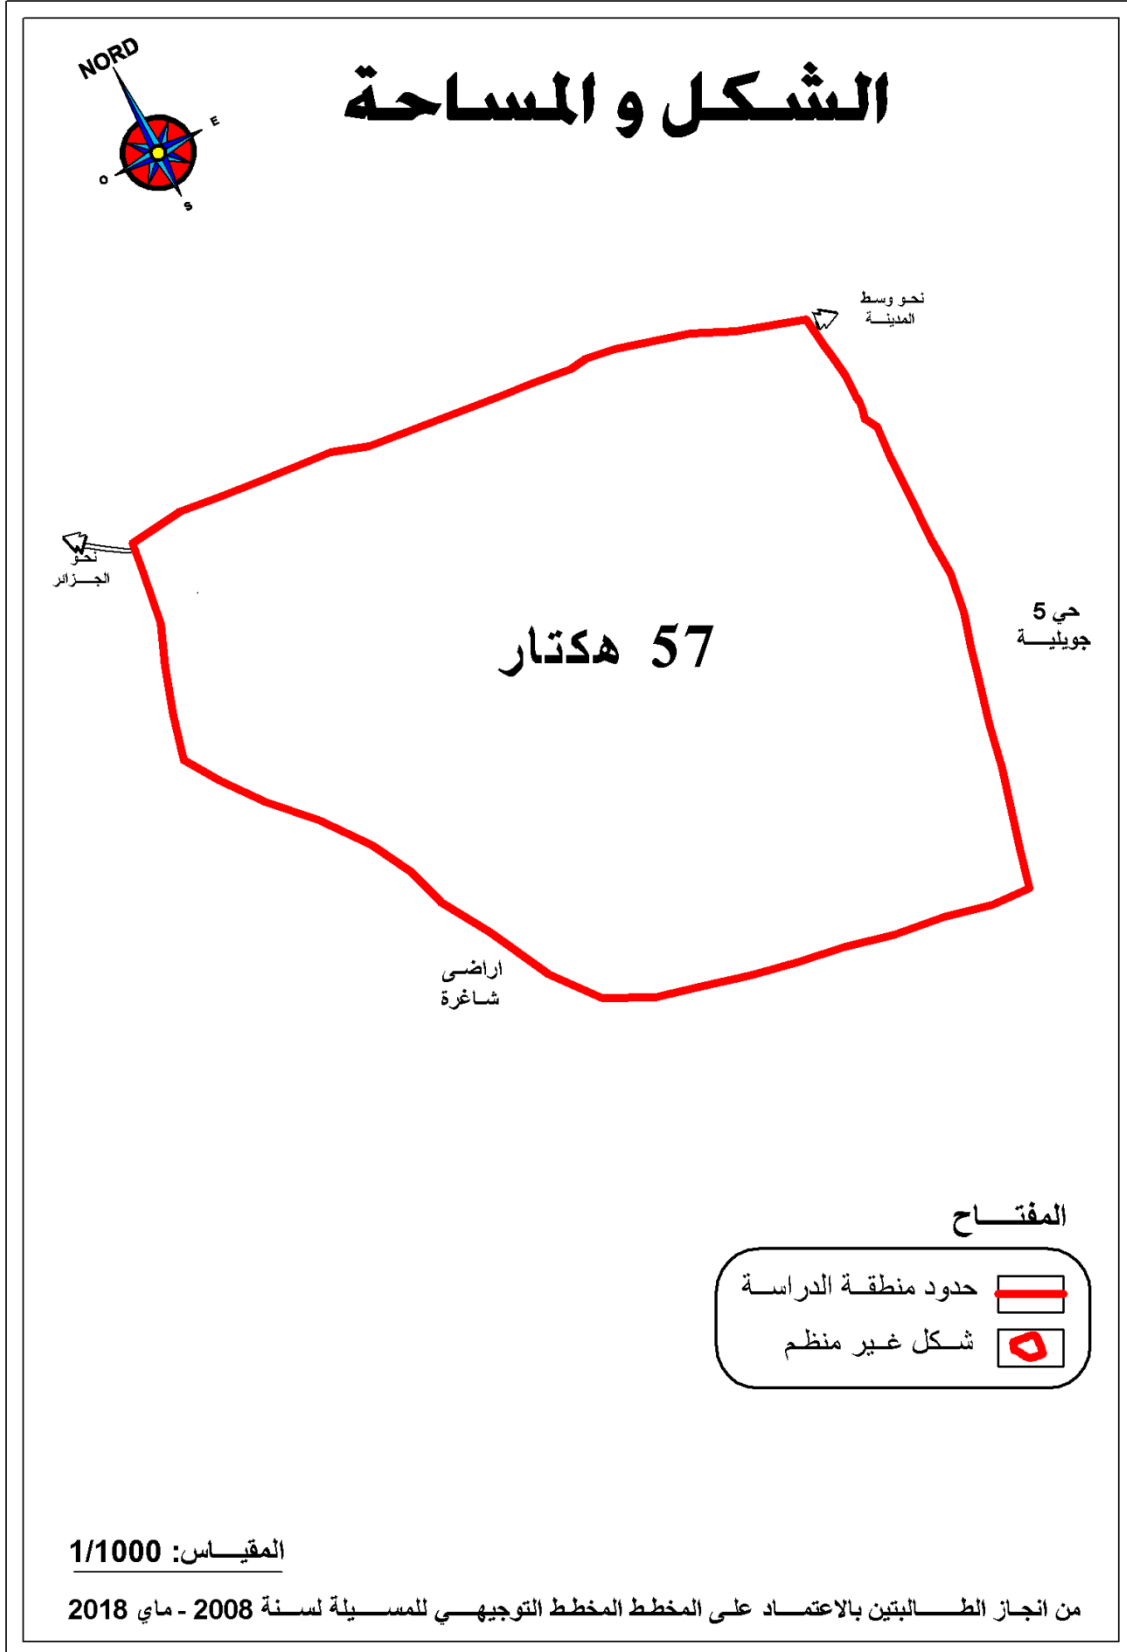 NORD
E
O
S
الشكل و المساحة
نحو وسط
المدينة
نحو
الجزائر
حي 5
جويلية
57 هكتار
اراضى
شاغرة
المفتاح
حدود منطقة الدراسة
شكل غير منظم
المقياس: 1/1000
من انجاز الطالبتين بالاعتماد على المخطط المخطط التوجيهي للمسيلة لسنة 2008 - ماي 2018